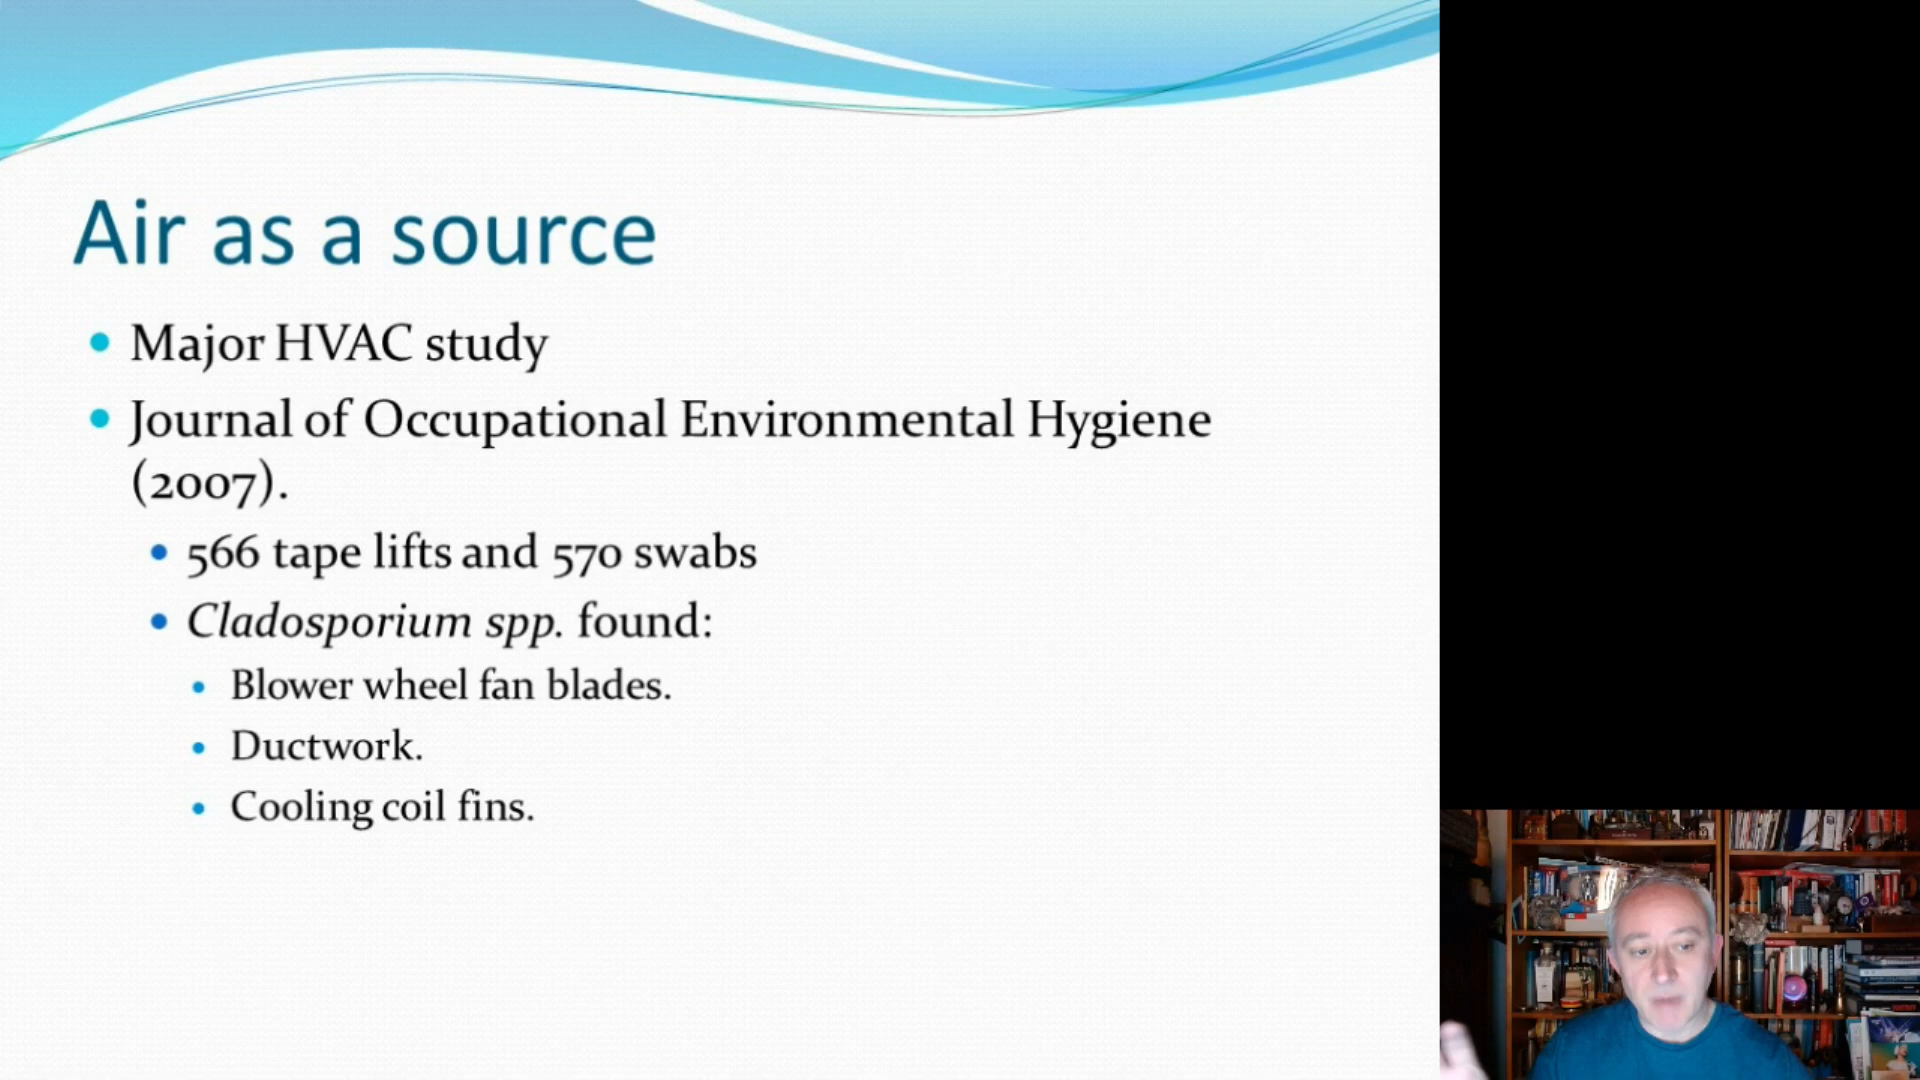 Air as a source
Major HVAC study
Journal of Occupational Environmental Hygiene
(2007).
566 tape lifts and 570 swabs
Cladosporium spp. found:
Blower wheel fan blades.
Ductwork.
Cooling coil fins.